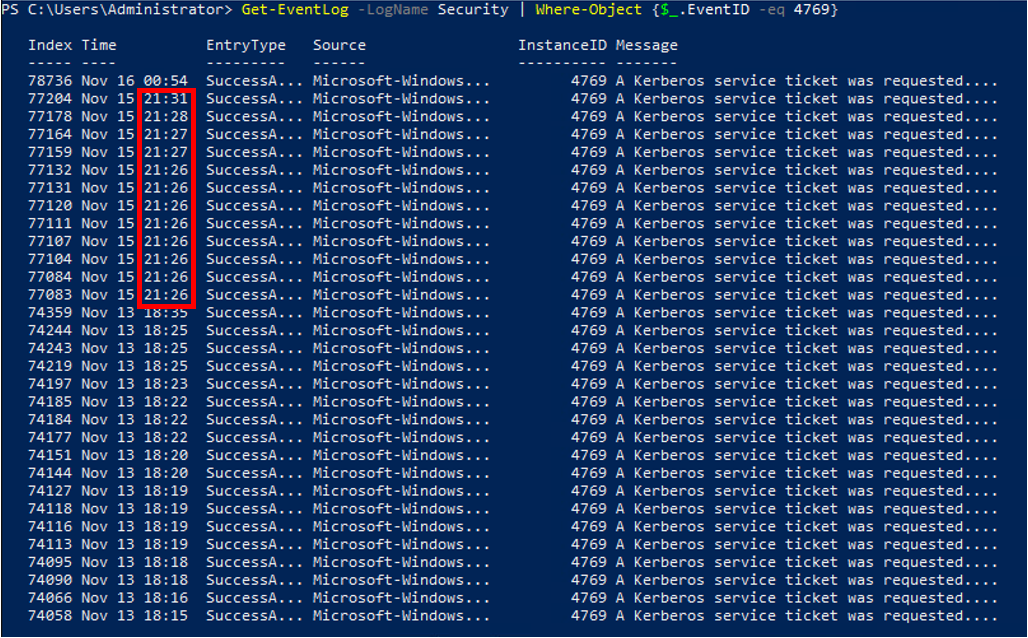 PS C:\Users\Administrator> Get-EventLog -LogName Security | Where-Object {$_.EventID -eq 4769}
Index Time EntryType Source InstanceID Message
----- ---- --------- ------ ---------- -------
78736 Nov 16 00:54 SuccessA... Microsoft-Windows... 4769 A Kerberos service ticket was requested....
77204 Nov 15 21:31 SuccessA... Microsoft-Windows... 4769 A Kerberos service ticket was requested....
77178 Nov 15 21:28 SuccessA... Microsoft-Windows... 4769 A Kerberos service ticket was requested....
77164 Nov 15 21:27 SuccessA... Microsoft-Windows... 4769 A Kerberos service ticket was requested....
77159 Nov 15 21:27 SuccessA... Microsoft-Windows... 4769 A Kerberos service ticket was requested....
77132 Nov 15 21:26 SuccessA... Microsoft-Windows... 4769 A Kerberos service ticket was requested....
77131 Nov 15 21:26 SuccessA... Microsoft-Windows... 4769 A Kerberos service ticket was requested....
77120 Nov 15 21:26 SuccessA... Microsoft-Windows... 4769 A Kerberos service ticket was requested....
77111 Nov 15 21:26 SuccessA... Microsoft-Windows... 4769 A Kerberos service ticket was requested....
77107 Nov 15 21:26 SuccessA... Microsoft-Windows... 4769 A Kerberos service ticket was requested....
77104 Nov 15 21:26 SuccessA... Microsoft-Windows... 4769 A Kerberos service ticket was requested....
77084 Nov 15 21:26 SuccessA... Microsoft-Windows... 4769 A Kerberos service ticket was requested....
77083 Nov 15 21:26 SuccessA... Microsoft-Windows... 4769 A Kerberos service ticket was requested....
74359 Nov 13 18:35 SuccessA... Microsoft-Windows... 4769 A Kerberos service ticket was requested....
74244 Nov 13 18:25 SuccessA... Microsoft-Windows... 4769 A Kerberos service ticket was requested....
74243 Nov 13 18:25 SuccessA... Microsoft-Windows... 4769 A Kerberos service ticket was requested....
74219 Nov 13 18:25 SuccessA... Microsoft-Windows... 4769 A Kerberos service ticket was requested....
74197 Nov 13 18:23 SuccessA... Microsoft-Windows... 4769 A Kerberos service ticket was requested....
74185 Nov 13 18:22 SuccessA... Microsoft-Windows... 4769 A Kerberos service ticket was requested....
74184 Nov 13 18:22 SuccessA... Microsoft-Windows... 4769 A Kerberos service ticket was requested....
74177 Nov 13 18:22 SuccessA... Microsoft-Windows... 4769 A Kerberos service ticket was requested....
74151 Nov 13 18:20 SuccessA... Microsoft-Windows... 4769 A Kerberos service ticket was requested....
74144 Nov 13 18:20 SuccessA... Microsoft-Windows... 4769 A Kerberos service ticket was requested....
74127 Nov 13 18:19 SuccessA... Microsoft-Windows... 4769 A Kerberos service ticket was requested....
74118 Nov 13 18:19 SuccessA... Microsoft-Windows... 4769 A Kerberos service ticket was requested....
74116 Nov 13 18:19 SuccessA... Microsoft-Windows... 4769 A Kerberos service ticket was requested....
74113 Nov 13 18:19 SuccessA... Microsoft-Windows... 4769 A Kerberos service ticket was requested....
74095 Nov 13 18:18 SuccessA... Microsoft-Windows... 4769 A Kerberos service ticket was requested....
74090 Nov 13 18:18 SuccessA... Microsoft-Windows... 4769 A Kerberos service ticket was requested....
74066 Nov 13 18:16 SuccessA... Microsoft-Windows... 4769 A Kerberos service ticket was requested....
74058 Nov 13 18:15 SuccessA... Microsoft-Windows... 4769 A Kerberos service ticket was requested....